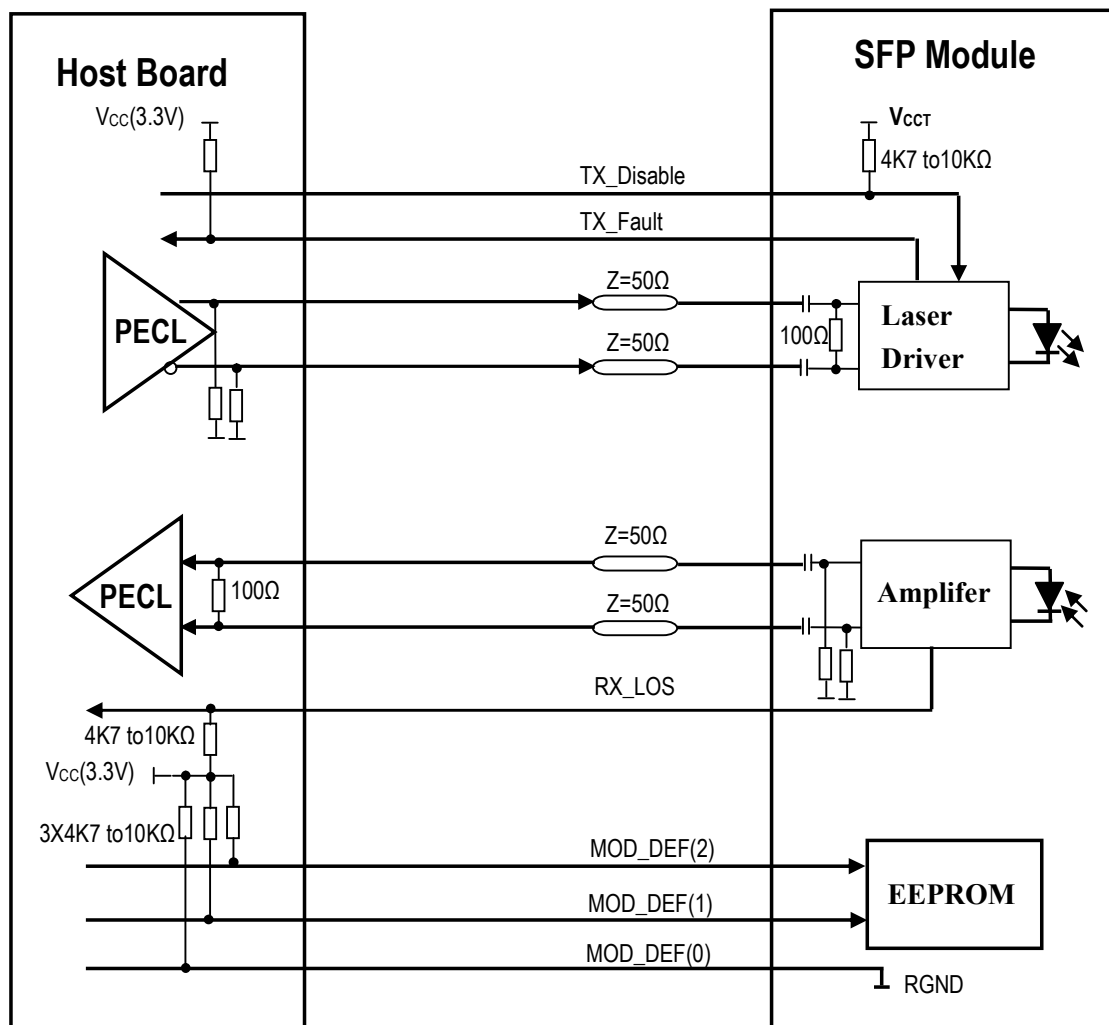 Host Board
SFP Module
VCC(3.3V)
VCCT
4K7 to10KΩ
TX_Disable
TX_Fault
Z=50Ω
PECL
100Ω
Laser
Driver
Z=50Ω
Z=50Ω
PECL
100Ω
Amplifer
Z=50Ω
RX_LOS
4K7 to10KΩ
VCC(3.3V)
3X4K7 to10KΩ
MOD_DEF(2)
EEPROM
MOD_DEF(1)
MOD_DEF(0)
RGND